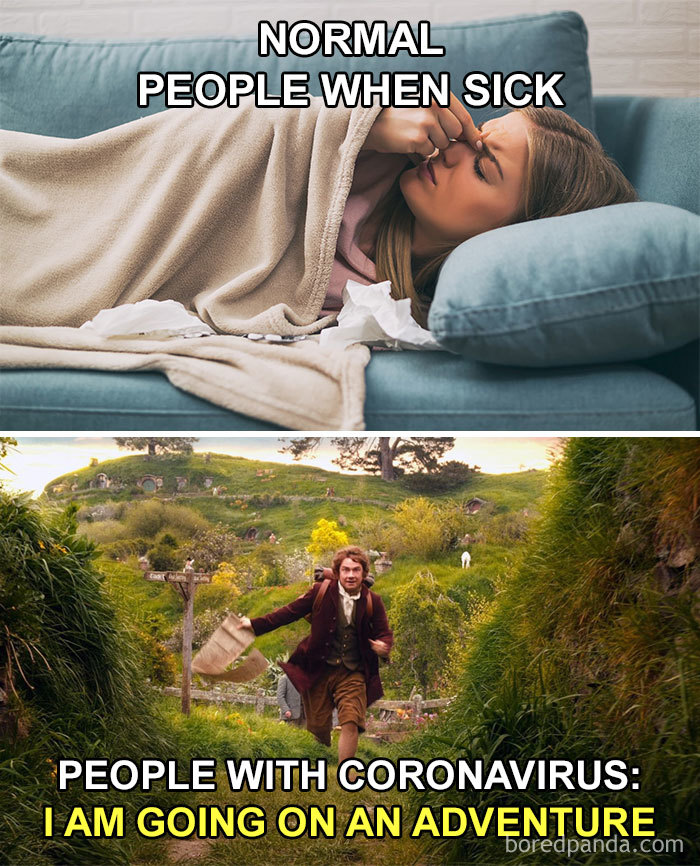 NORMAL
PEOPLE WHEN SICK
PEOPLE WITH CORONAVIRUS:
I AM GOING ON AN ADVENTURE
boredpanda.com